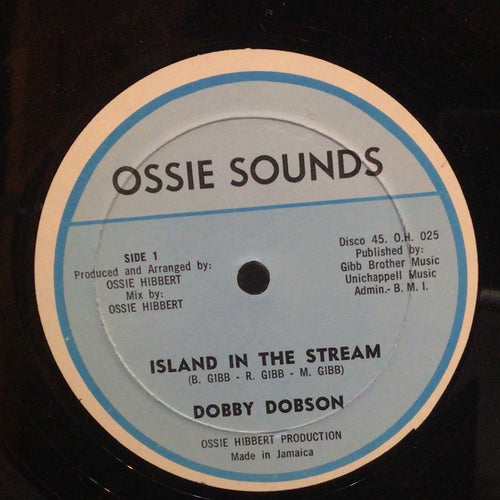 OSSIE SOUNDS
SIDE 1
Produced and Arranged by:
OSSIE HIBBERT
Mix by:
OSSIE HIBBERT
Disco 45. O.H. 025
Published by:
Gibb Brother Music
Unichappell Music
Admin.- B. M. I.
ISLAND IN THE STREAM
(B. GIBB - R. GIBB - M. GIBB)
DOBBY DOBSON
OSSIE HIBBERT PRODUCTION
Made in Jamaica